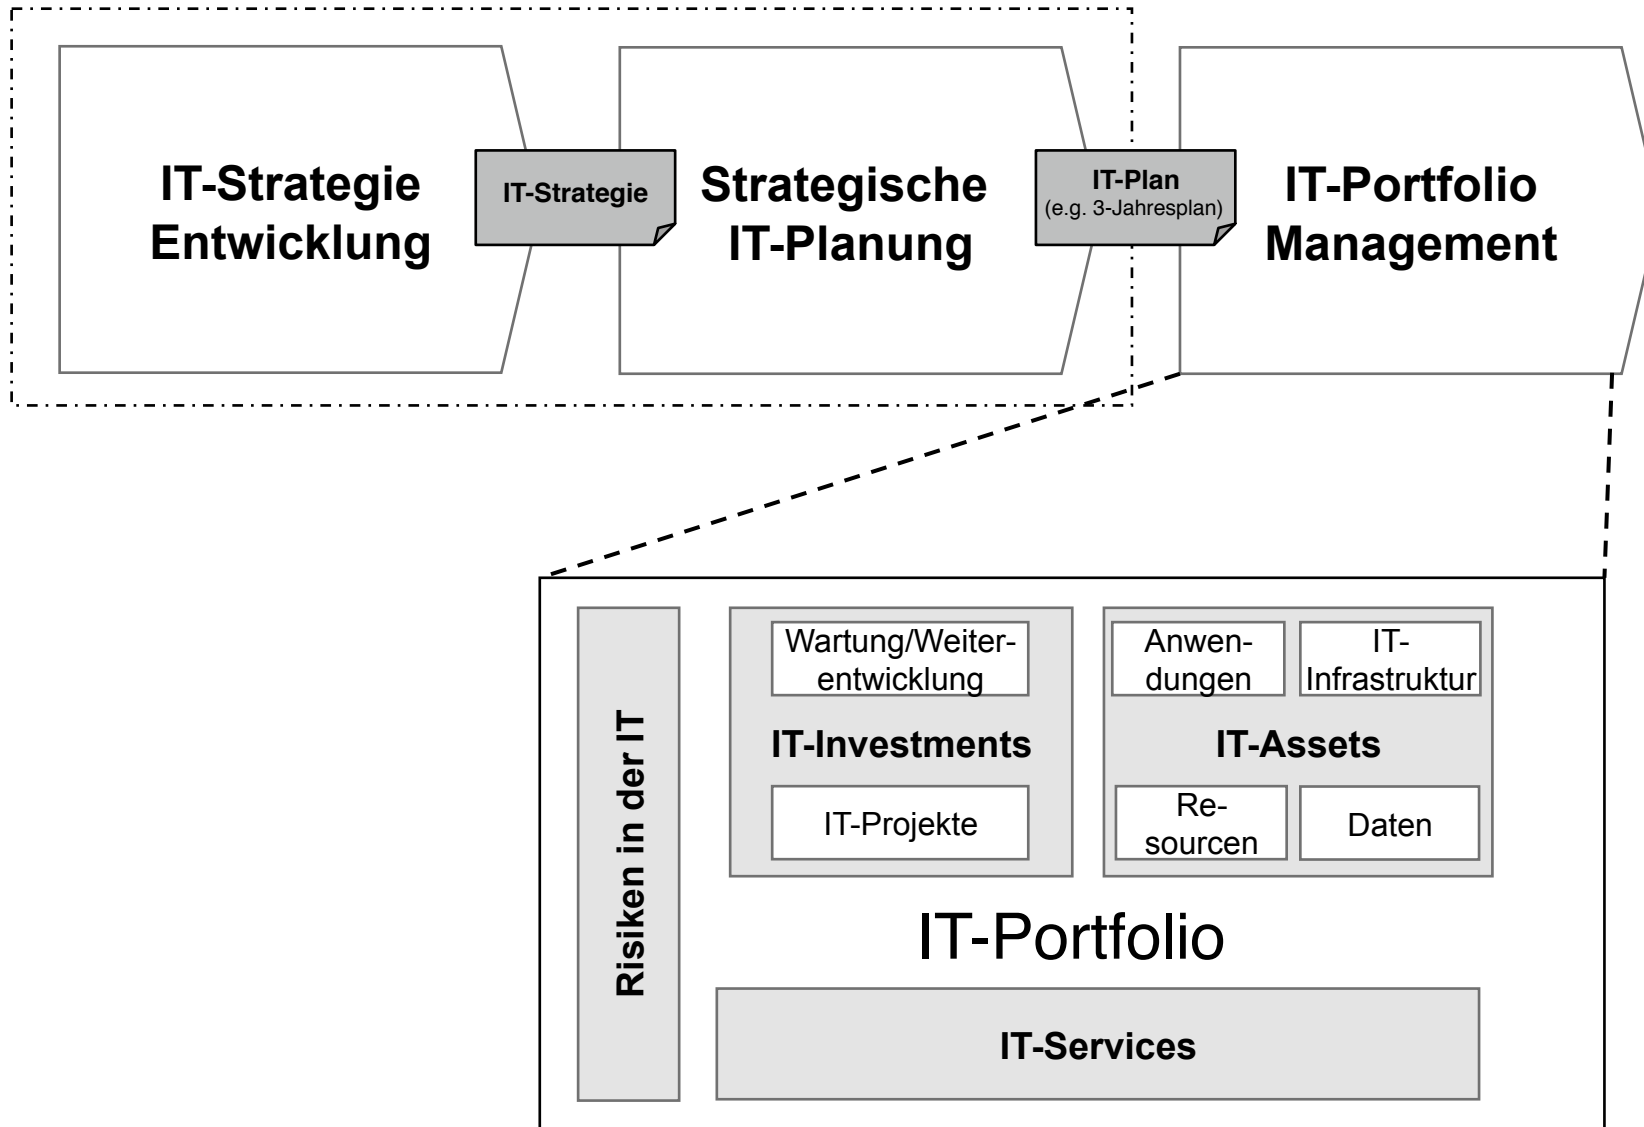 IT-Strategie
Entwicklung
IT-Strategie
Strategische
IT-Planung
IT-Plan
(e.g. 3-Jahresplan)
IT-Portfolio
Management
Risiken in der IT
Wartung/Weiter-
entwicklung
IT-Investments
IT-Projekte
Anwen-
dungen
IT-
Infrastruktur
IT-Assets
Re-
sourcen
Daten
IT-Portfolio
IT-Services